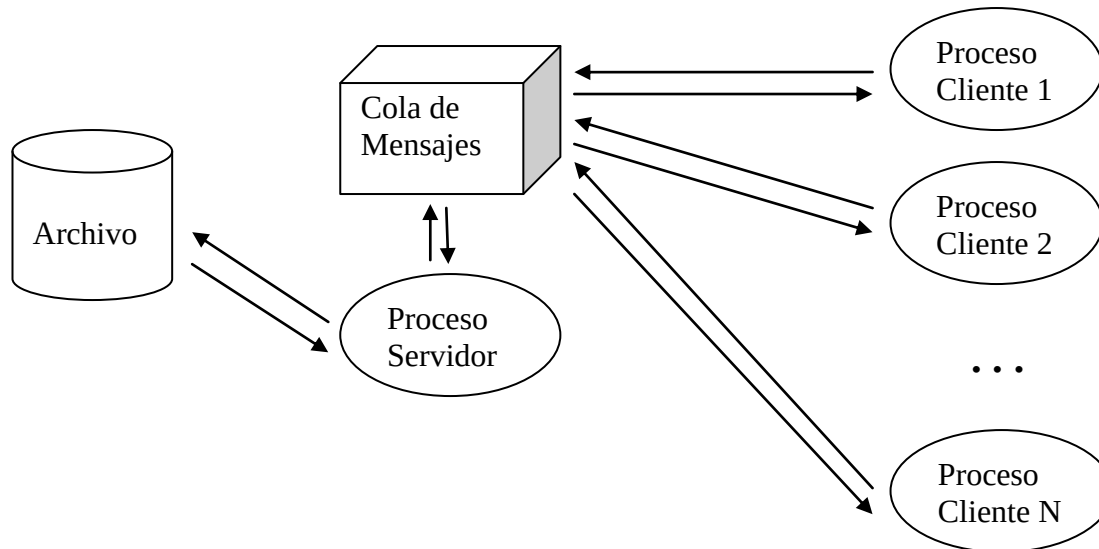 Proceso
Cliente 1
Cola de
Mensajes
Proceso
Cliente 2
Archivo
Proceso
Servidor
...
Proceso
Cliente N